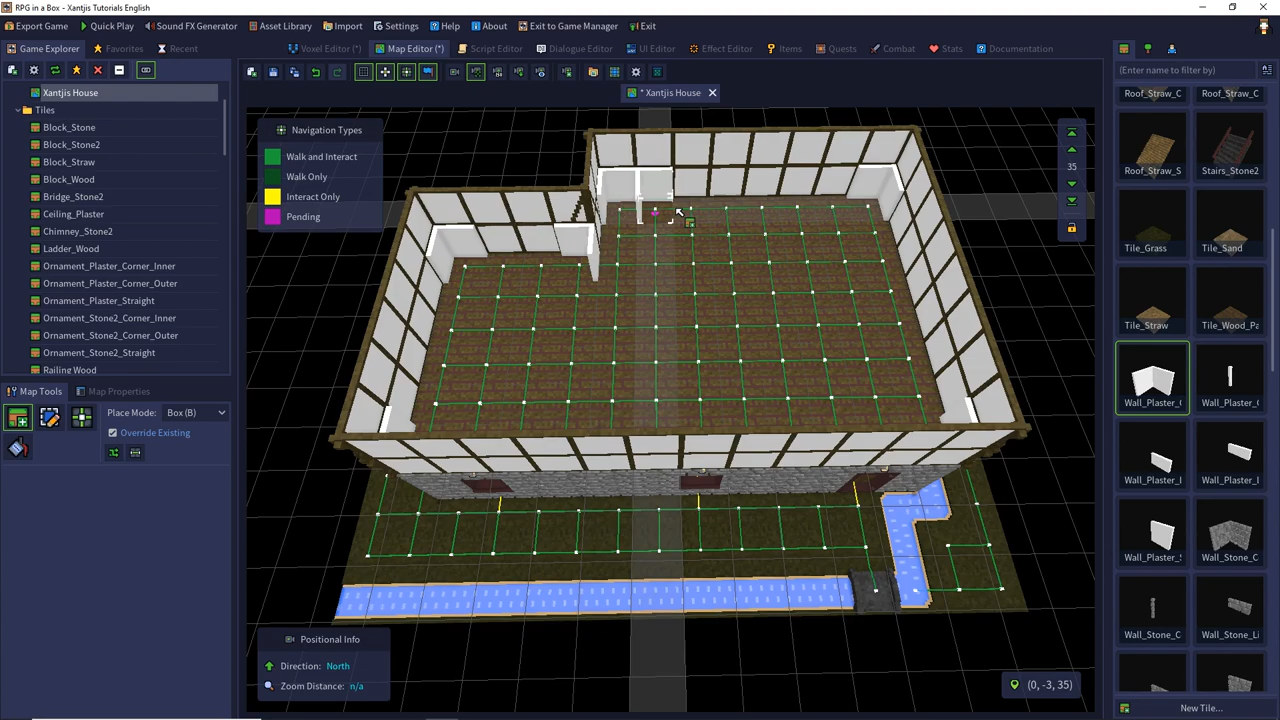 RPG in a Box — Xantjis Tutorials English
Export Game
Quick Play
Sound FX Generator
Asset Library
Import
Settings
Help
About
Exit to Game Manager
Exit
Game Explorer
Favorites
Recent
Voxel Editor (*)
Map Editor (*)
Script Editor
Dialogue Editor
UI Editor
Effect Editor
Items
Quests
Combat
Stats
Documentation
(Enter name to filter by)
* Xantjis House
Xantjis House
Tiles
Block_Stone
Block_Stone2
Block_Straw
Block_Wood
Bridge_Stone2
Ceiling_Plaster
Chimney_Stone2
Ladder_Wood
Ornament_Plaster_Corner_Inner
Ornament_Plaster_Corner_Outer
Ornament_Plaster_Straight
Ornament_Stone2_Corner_Inner
Ornament_Stone2_Corner_Outer
Ornament_Stone2_Straight
Railing Wood
Map Tools
Map Properties
Place Mode:
Box (B)
Override Existing
Navigation Types
Walk and Interact
Walk Only
Interact Only
Pending
35
Positional Info
Direction: North
Zoom Distance: n/a
(0, -3, 35)
Roof_Straw_C
Roof_Straw_C
Roof_Straw_S
Stairs_Stone2
Tile_Grass
Tile_Sand
Tile_Straw
Tile_Wood_Pa
Wall_Plaster_(
Wall_Plaster_(
Wall_Plaster_I
Wall_Plaster_I
Wall_Plaster_S
Wall_Stone_C
Wall_Stone_C
Wall_Stone_Li
New Tile...